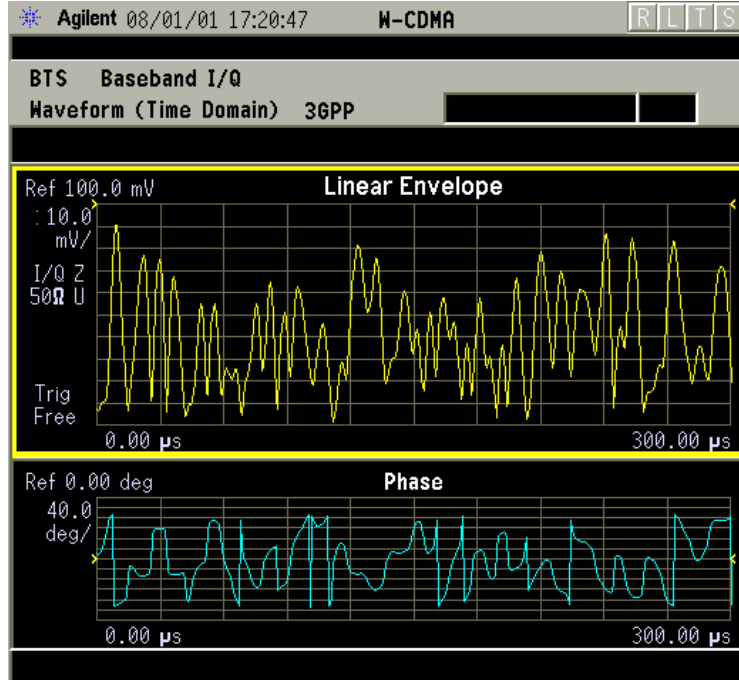 Agilent 08/01/01 17:20:47 W-CDMA R L T S
BTS Baseband I/Q
Waveform (Time Domain) 3GPP
Ref 100.0 mV Linear Envelope
:10.0
mV/
I/Q Z
50Ω U
Trig
Free
0.00 µs 300.00 µs
Ref 0.00 deg Phase
40.0
deg/
0.00 µs 300.00 µs